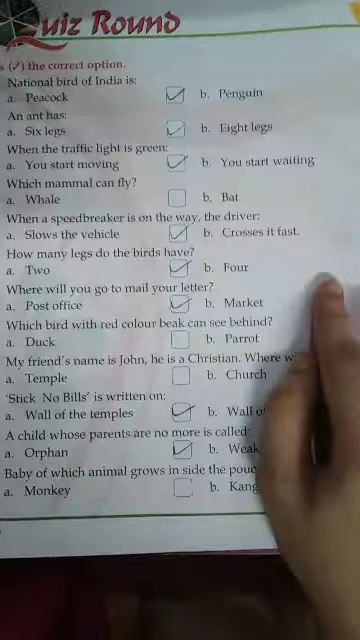 Quiz Round
(✓) the correct option.
National bird of India is:
a. Peacock b. Penguin
An ant has:
a. Six legs b. Eight legs
When the traffic light is green:
a. You start moving b. You start waiting
Which mammal can fly?
a. Whale b. Bat
When a speedbreaker is on the way, the driver:
a. Slows the vehicle b. Crosses it fast.
How many legs do the birds have?
a. Two b. Four
Where will you go to mail your letter?
a. Post office b. Market
Which bird with red colour beak can see behind?
a. Duck b. Parrot
My friend's name is John, he is a Christian. Where
a. Temple b. Church
'Stick No Bills' is written on:
a. Wall of the temples b. Wall
A child whose parents are no more is called
a. Orphan b. Weak
Baby of which animal grows in side the
a. Monkey b.